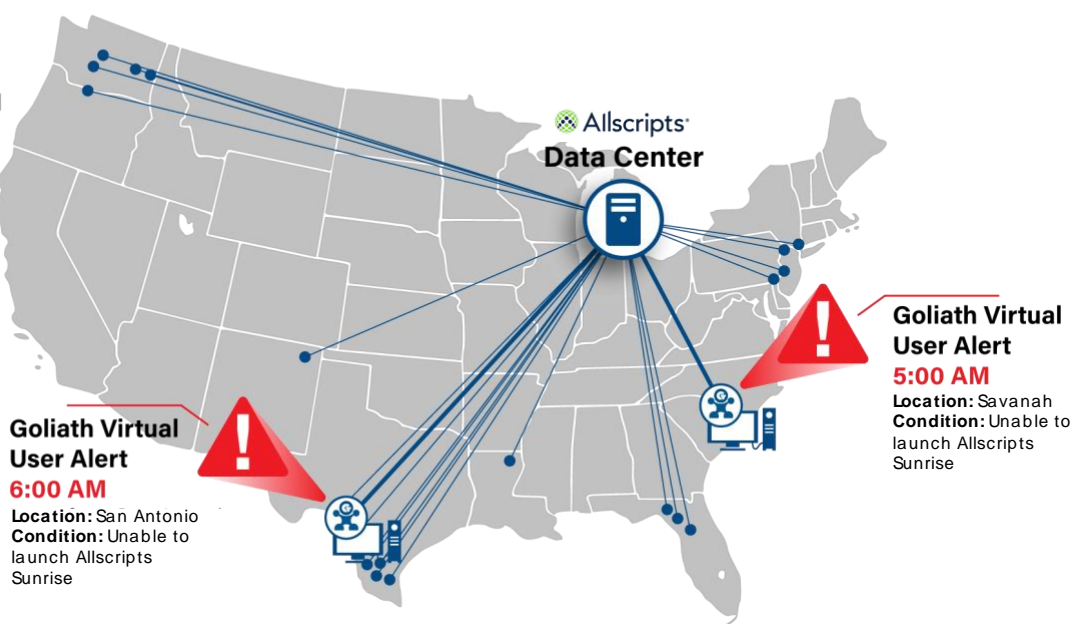 Allscripts
Data Center
Goliath Virtual
User Alert
5:00 AM
Location: Savanah
Condition: Unable to
launch Allscripts
Sunrise
Goliath Virtual
User Alert
6:00 AM
Location: San Antonio
Condition: Unable to
launch Allscripts
Sunrise